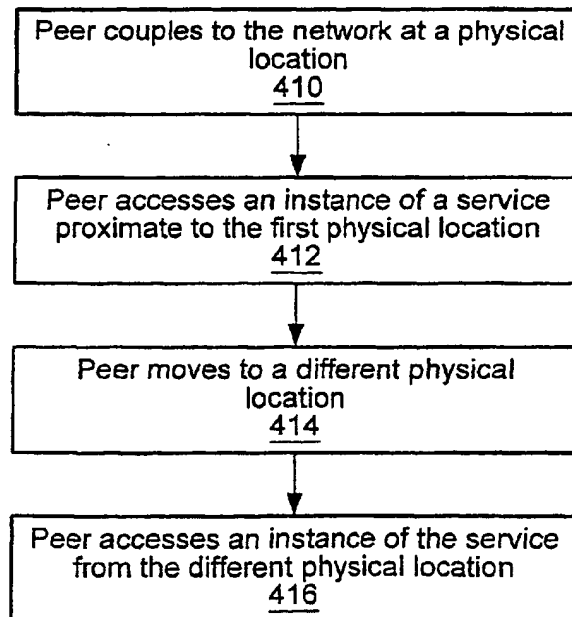 Peer couples to the network at a physical
location
410
Peer accesses an instance of a service
proximate to the first physical location
412
Peer moves to a different physical
location
414
Peer accesses an instance of the service
from the different physical location
416